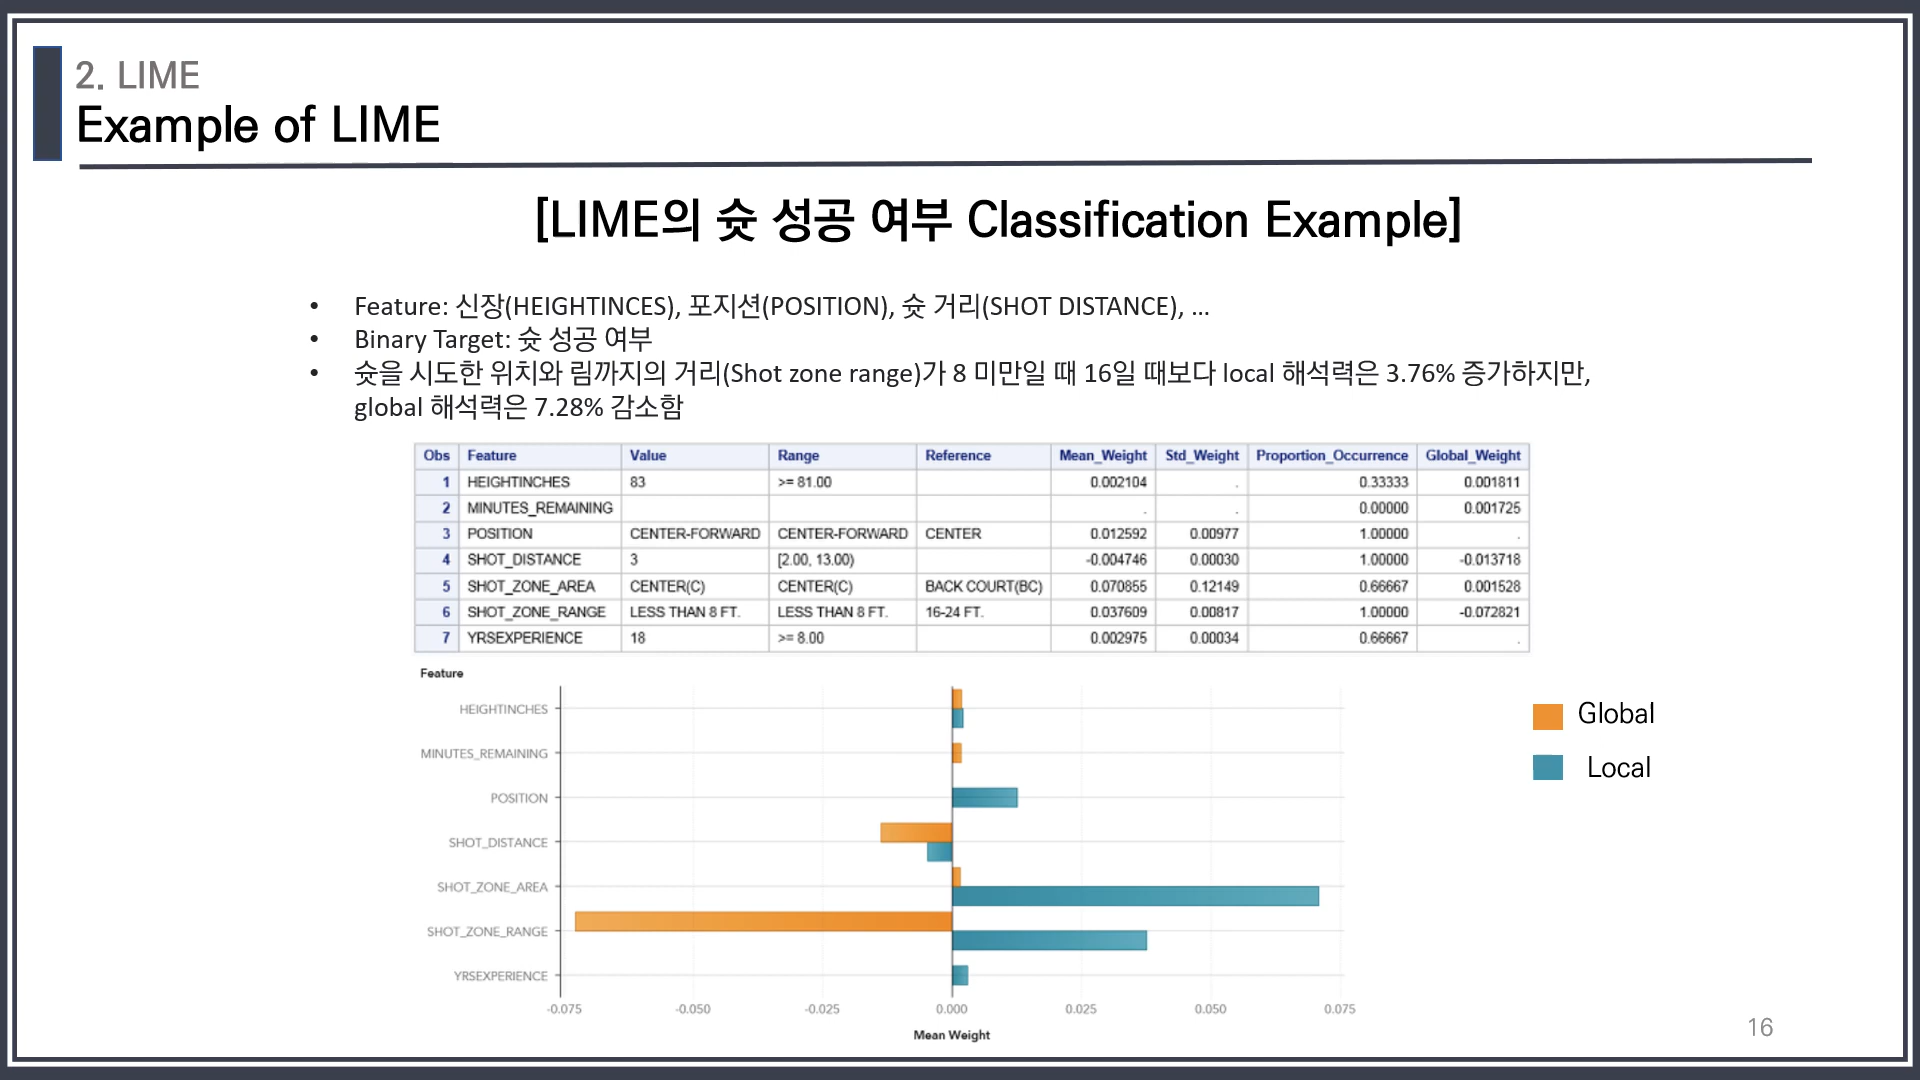 2. LIME
Example of LIME
[LIME의 슛 성공 여부 Classification Example]
• Feature: 신장(HEIGHTINCES), 포지션(POSITION), 슛 거리(SHOT DISTANCE), ...
• Binary Target: 슛 성공 여부
• 슛을 시도한 위치와 림까지의 거리(Shot zone range)가 8 미만일 때 16일 때보다 local 해석력은 3.76% 증가하지만,
global 해석력은 7.28% 감소함
Obs Feature Value Range Reference Mean_Weight Std_Weight Proportion_Occurrence Global_Weight
1 HEIGHTINCHES 83 >= 81.00 0.002104 . 0.33333 0.001811
2 MINUTES_REMAINING . . 0.00000 0.001725
3 POSITION CENTER-FORWARD CENTER-FORWARD CENTER 0.012592 0.00977 1.00000 .
4 SHOT_DISTANCE 3 [2.00, 13.00) -0.004746 0.00030 1.00000 -0.013718
5 SHOT_ZONE_AREA CENTER(C) CENTER(C) BACK COURT(BC) 0.070855 0.12149 0.66667 0.001528
6 SHOT_ZONE_RANGE LESS THAN 8 FT. LESS THAN 8 FT. 16-24 FT. 0.037609 0.00817 1.00000 -0.072821
7 YRSEXPERIENCE 18 >= 8.00 0.002975 0.00034 0.66667 .
Feature
HEIGHTINCHES
MINUTES_REMAINING
POSITION
SHOT_DISTANCE
SHOT_ZONE_AREA
SHOT_ZONE_RANGE
YRSEXPERIENCE
-0.075 -0.050 -0.025 0.000 0.025 0.050 0.075
Mean Weight
Global
Local
16